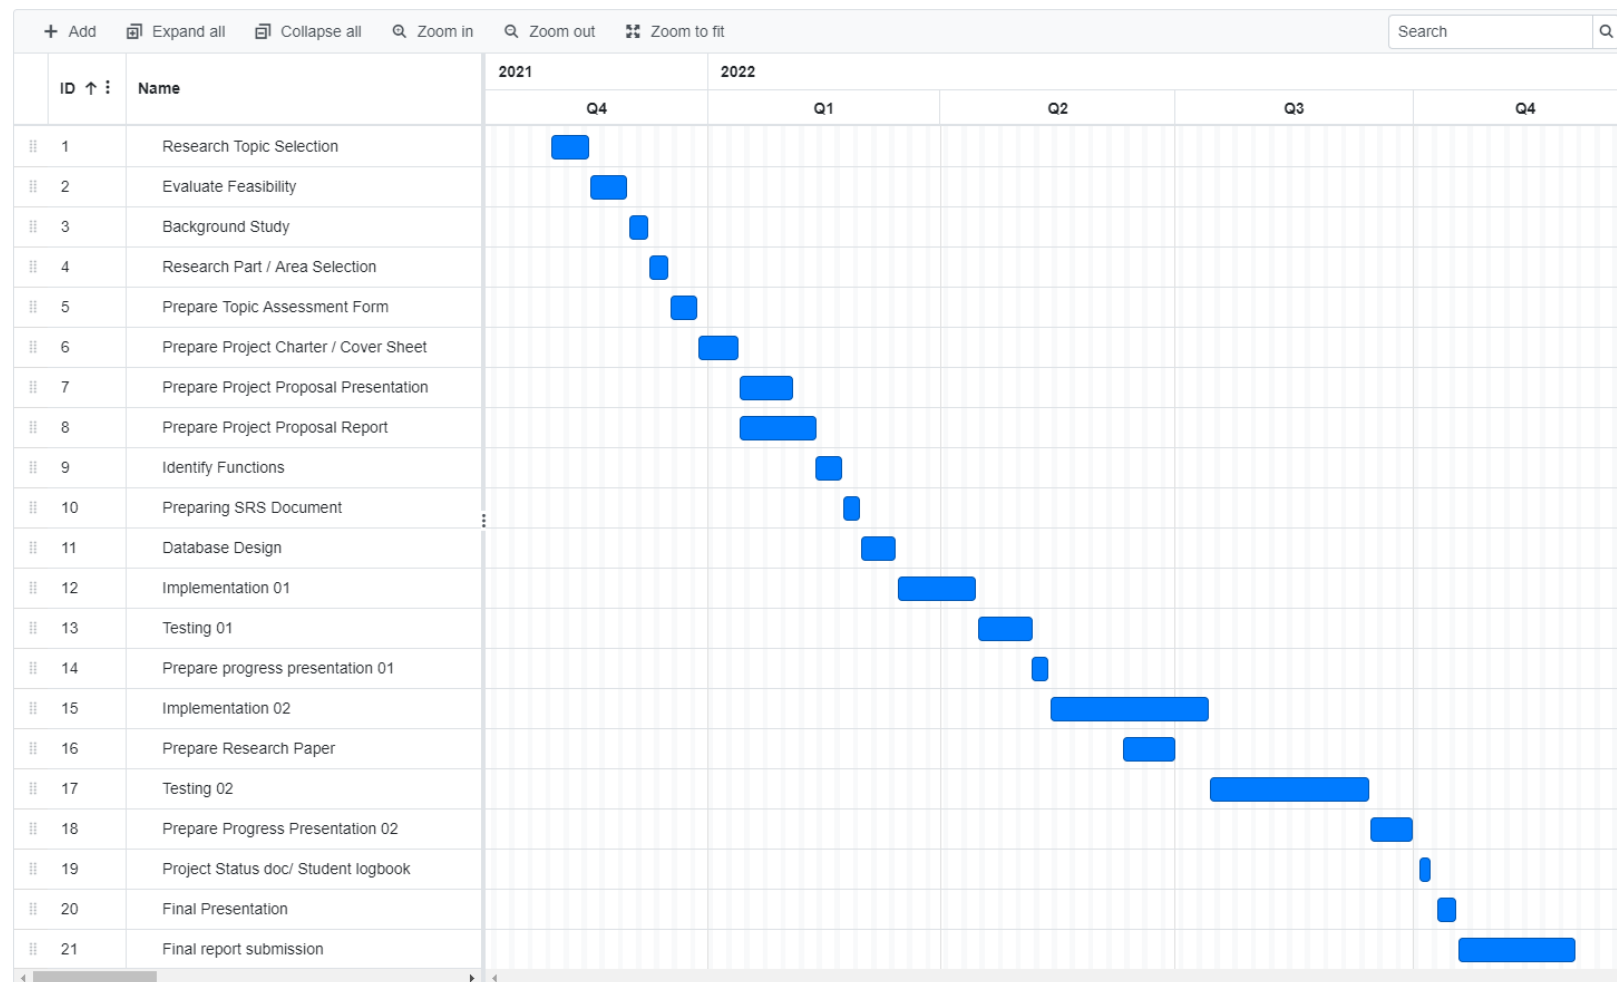 Add Expand all Collapse all Zoom in Zoom out Zoom to fit Search
ID Name 2021 2022
Q4 Q1 Q2 Q3 Q4
1 Research Topic Selection
2 Evaluate Feasibility
3 Background Study
4 Research Part / Area Selection
5 Prepare Topic Assessment Form
6 Prepare Project Charter / Cover Sheet
7 Prepare Project Proposal Presentation
8 Prepare Project Proposal Report
9 Identify Functions
10 Preparing SRS Document
11 Database Design
12 Implementation 01
13 Testing 01
14 Prepare progress presentation 01
15 Implementation 02
16 Prepare Research Paper
17 Testing 02
18 Prepare Progress Presentation 02
19 Project Status doc/ Student logbook
20 Final Presentation
21 Final report submission